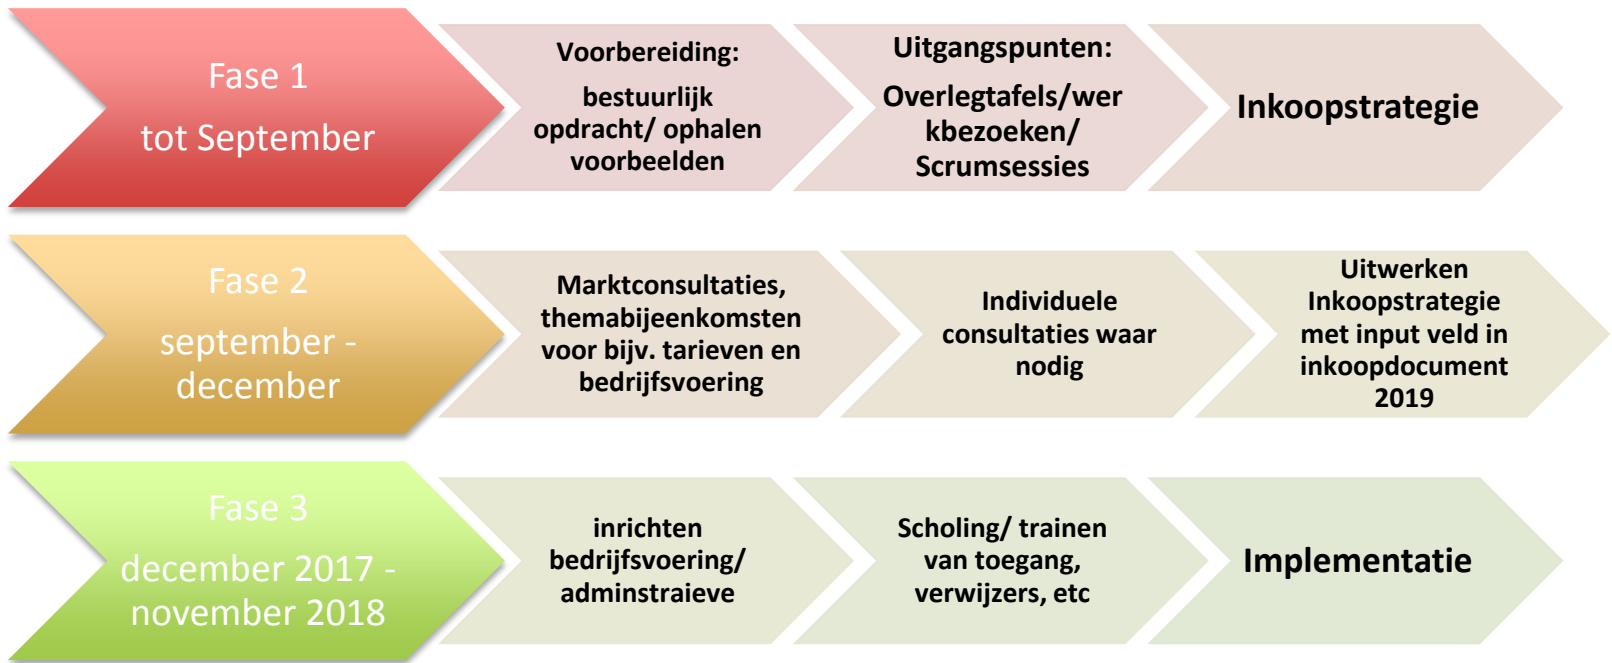 Fase 1
tot September
Voorbereiding:
bestuurlijk
opdracht/ ophalen
voorbeelden
Uitgangspunten:
Overlegtafels/wer
kbezoeken/
Scrumsessies
Inkoopstrategie
Fase 2
september -
december
Marktconsultaties,
themabijeenkomsten
voor bijv. tarieven en
bedrijfsvoering
Individuele
consultaties waar
nodig
Uitwerken
Inkoopstrategie
met input veld in
inkoopdocument
2019
Fase 3
december 2017 -
november 2018
inrichten
bedrijfsvoering/
adminstraieve
Scholing/ trainen
van toegang,
verwijzers, etc
Implementatie